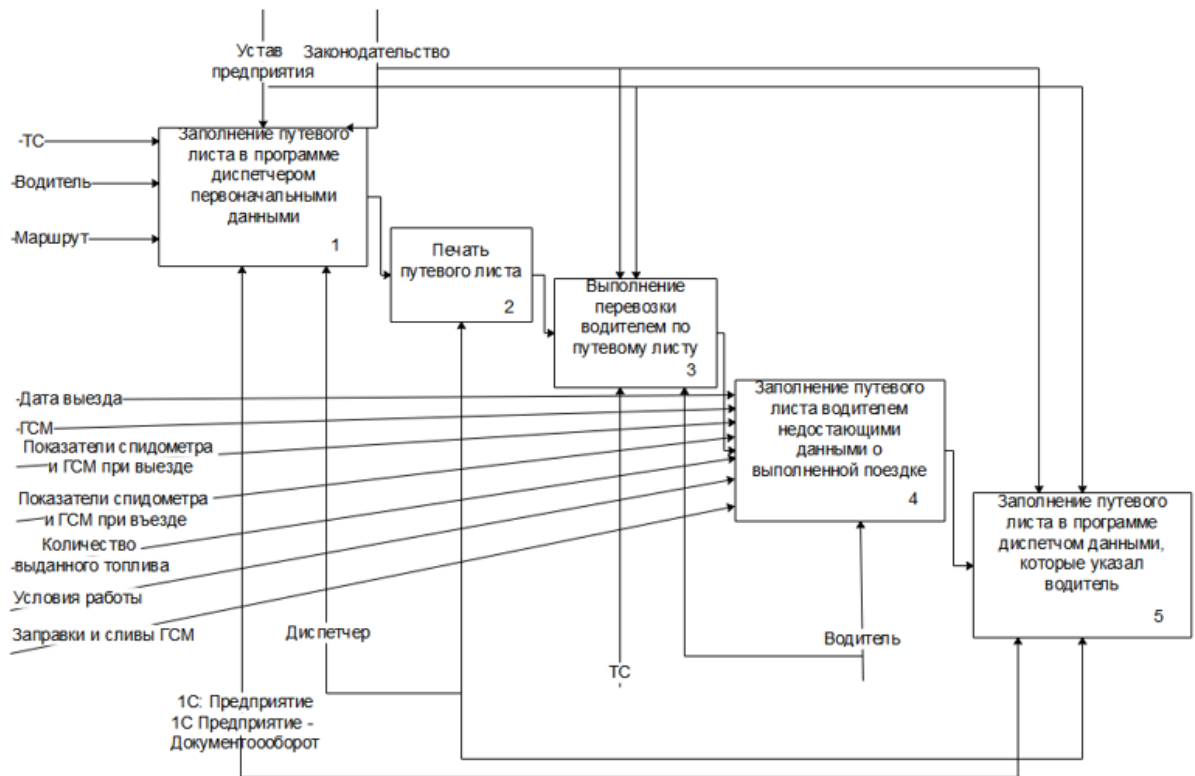 Устав
предприятия
Законодательство
-ТС
-Водитель
-Маршрут
Заполнение путевого
листа в программе
диспетчером
первоначальными
данными
1
Печать
путевого листа
2
Выполнение
перевозки
водителем по
путевому листу
3
-Дата выезда
-ГСМ
Показатели спидометра
и ГСМ при выезде
Показатели спидометра
и ГСМ при въезде
Количество
-выданного топлива
Условия работы
Заправки и сливы ГСМ
Заполнение путевого
листа водителем
недостающими
данными о
выполненной поездке
4
Заполнение путевого
листа в программе
диспетчом данными,
которые указал
водитель
5
Диспетчер
ТС
Водитель
1С: Предприятие
1С Предприятие -
Документоооборот